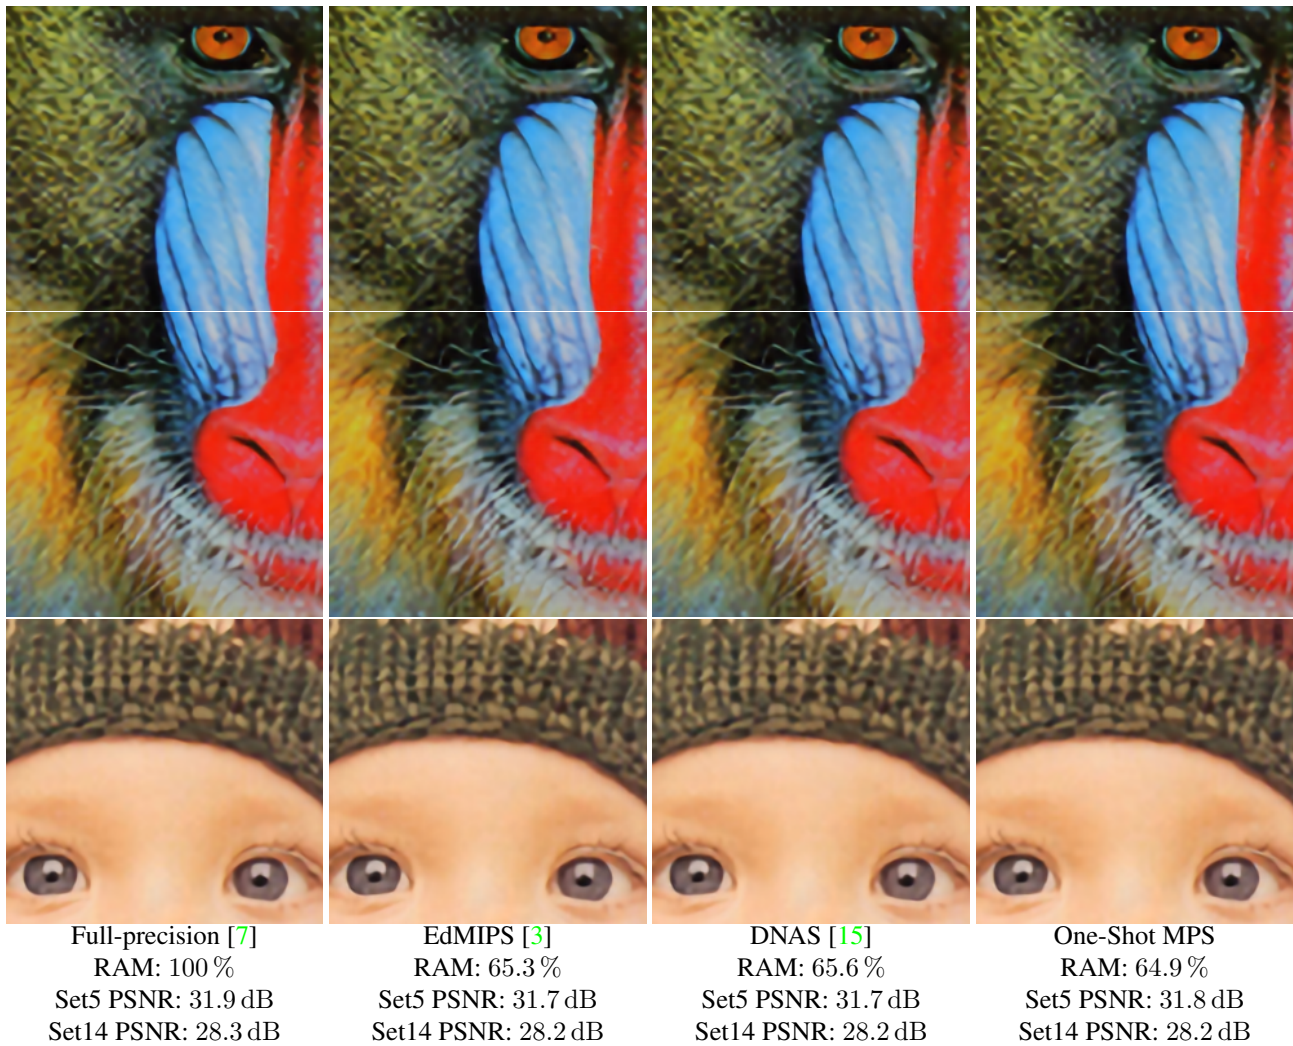 Full-precision [7]
RAM: 100 %
Set5 PSNR: 31.9 dB
Set14 PSNR: 28.3 dB
EdMIPS [3]
RAM: 65.3 %
Set5 PSNR: 31.7 dB
Set14 PSNR: 28.2 dB
DNAS [15]
RAM: 65.6 %
Set5 PSNR: 31.7 dB
Set14 PSNR: 28.2 dB
One-Shot MPS
RAM: 64.9 %
Set5 PSNR: 31.8 dB
Set14 PSNR: 28.2 dB